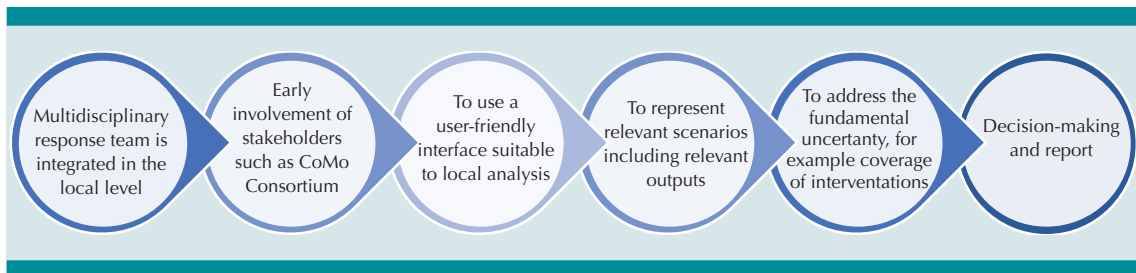 Multidisciplinary
response team is
integrated in the
local level
Early
involvement of
stakeholders
such as CoMo
Consortium
To use a
user-friendly
interface suitable
to local analysis
To represent
relevant scenarios
including relevant
outputs
To address the
fundamental
uncertanty, for
example coverage
of interventions
Decision-making
and report